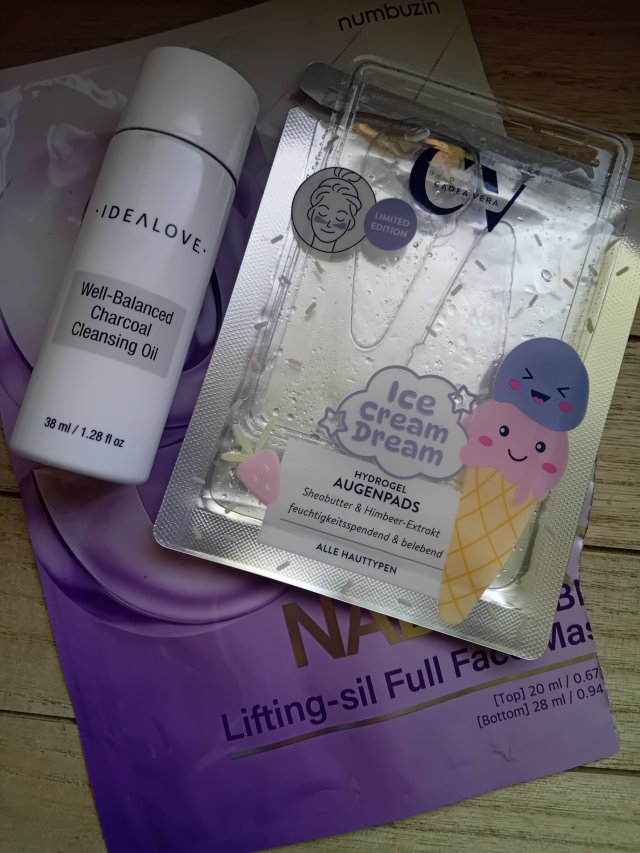 numbuzin
·IDEALOVE·
Well-Balanced
Charcoal
Cleansing Oil
38 ml / 1.28 fl oz
CV
CADEA VERA
LIMITED
EDITION
Ice
Cream
Dream
HYDROGEL
AUGENPADS
Sheabutter & Himbeer-Extrakt
feuchtigkeitsspendend & belebend
ALLE HAUTTYPEN
Lifting-sil Full Face Mas
[Top] 20 ml / 0.67
[Bottom] 28 ml / 0.94